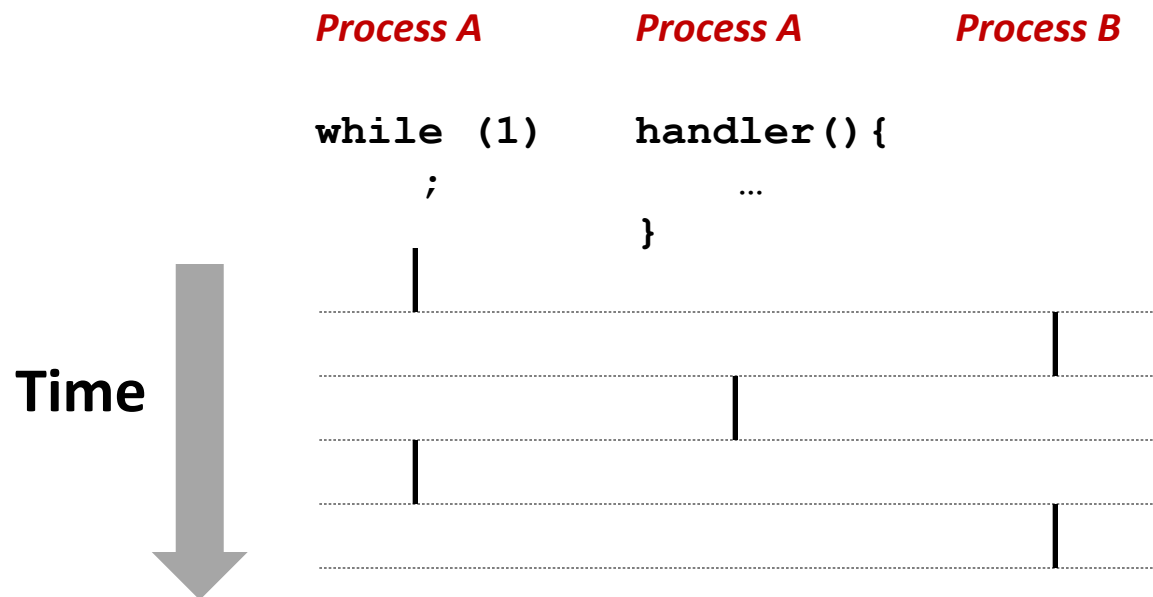 Process A Process A Process B
while (1) handler(){
; …
}
Time